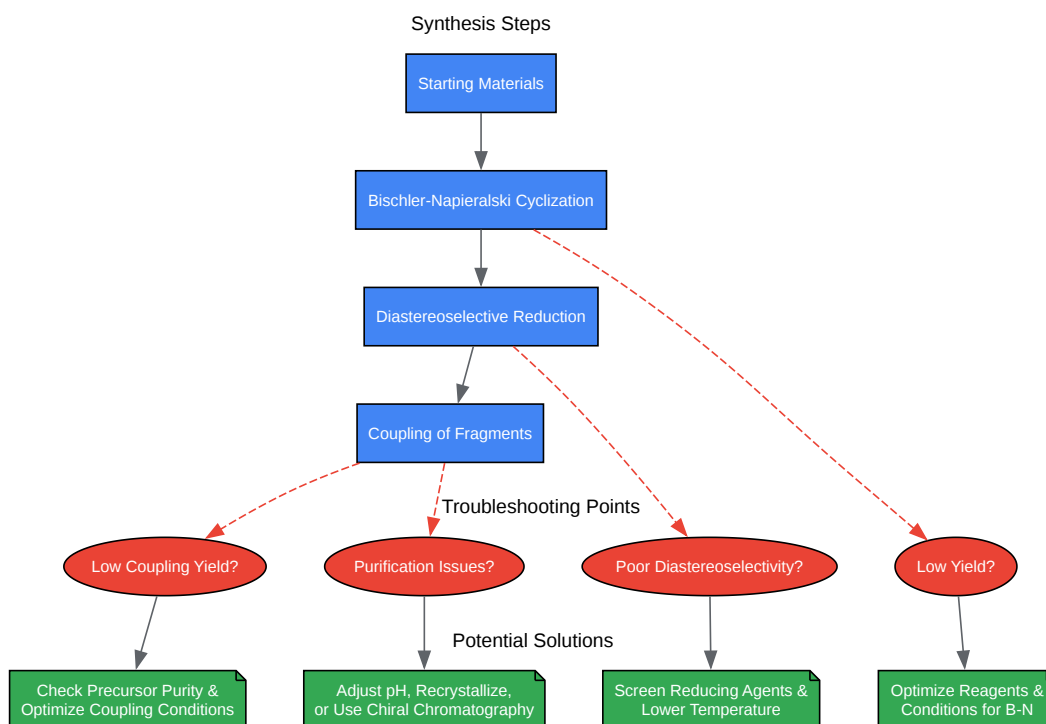 Synthesis Steps
Starting Materials
Bischler-Napieralski Cyclization
Diastereoselective Reduction
Coupling of Fragments
Troubleshooting Points
Low Coupling Yield?
Purification Issues?
Poor Diastereoselectivity?
Low Yield?
Potential Solutions
Check Precursor Purity &
Optimize Coupling Conditions
Adjust pH, Recrystallize,
or Use Chiral Chromatography
Screen Reducing Agents &
Lower Temperature
Optimize Reagents &
Conditions for B-N